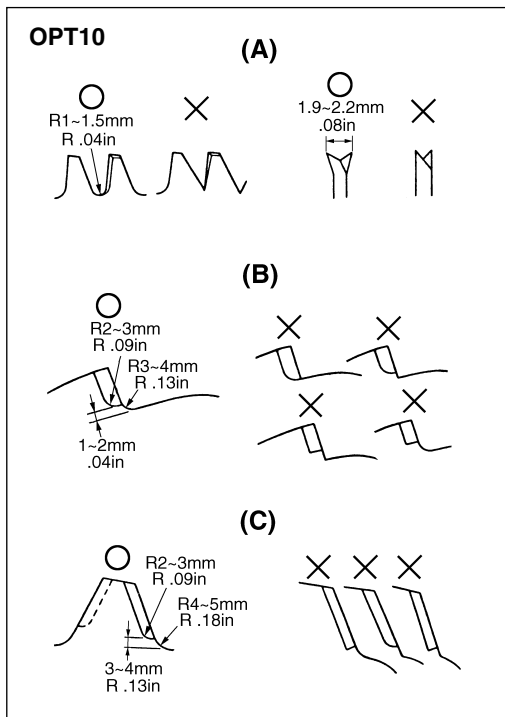 OPT10
(A)
R1~1.5mm
R .04in
1.9~2.2mm
.08in
(B)
R2~3mm
R .09in
R3~4mm
R .13in
1~2mm
.04in
(C)
R2~3mm
R .09in
R4~5mm
R .18in
3~4mm
R .13in